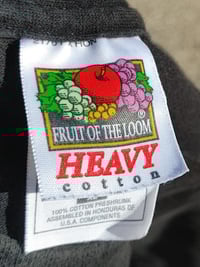 FRUIT OF THE LOOM
HEAVY
cotton
100% COTTON PRESHRUNK
ASSEMBLED IN HONDURAS OF
U.S.A. COMPONENTS